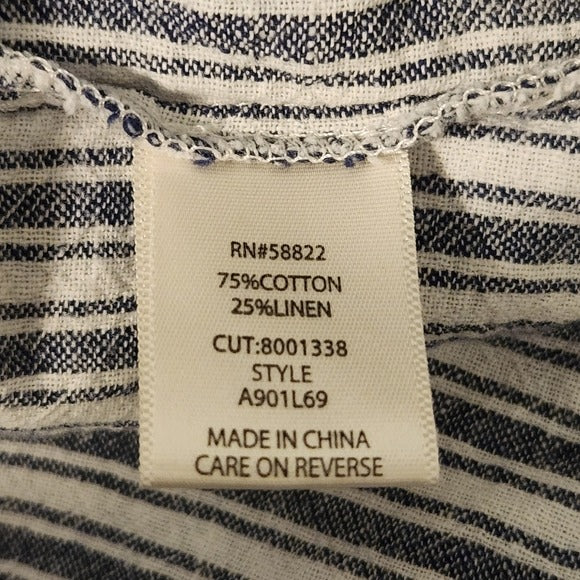 RN#58822
75%COTTON
25%LINEN
CUT:8001338
STYLE
A901L69
MADE IN CHINA
CARE ON REVERSE